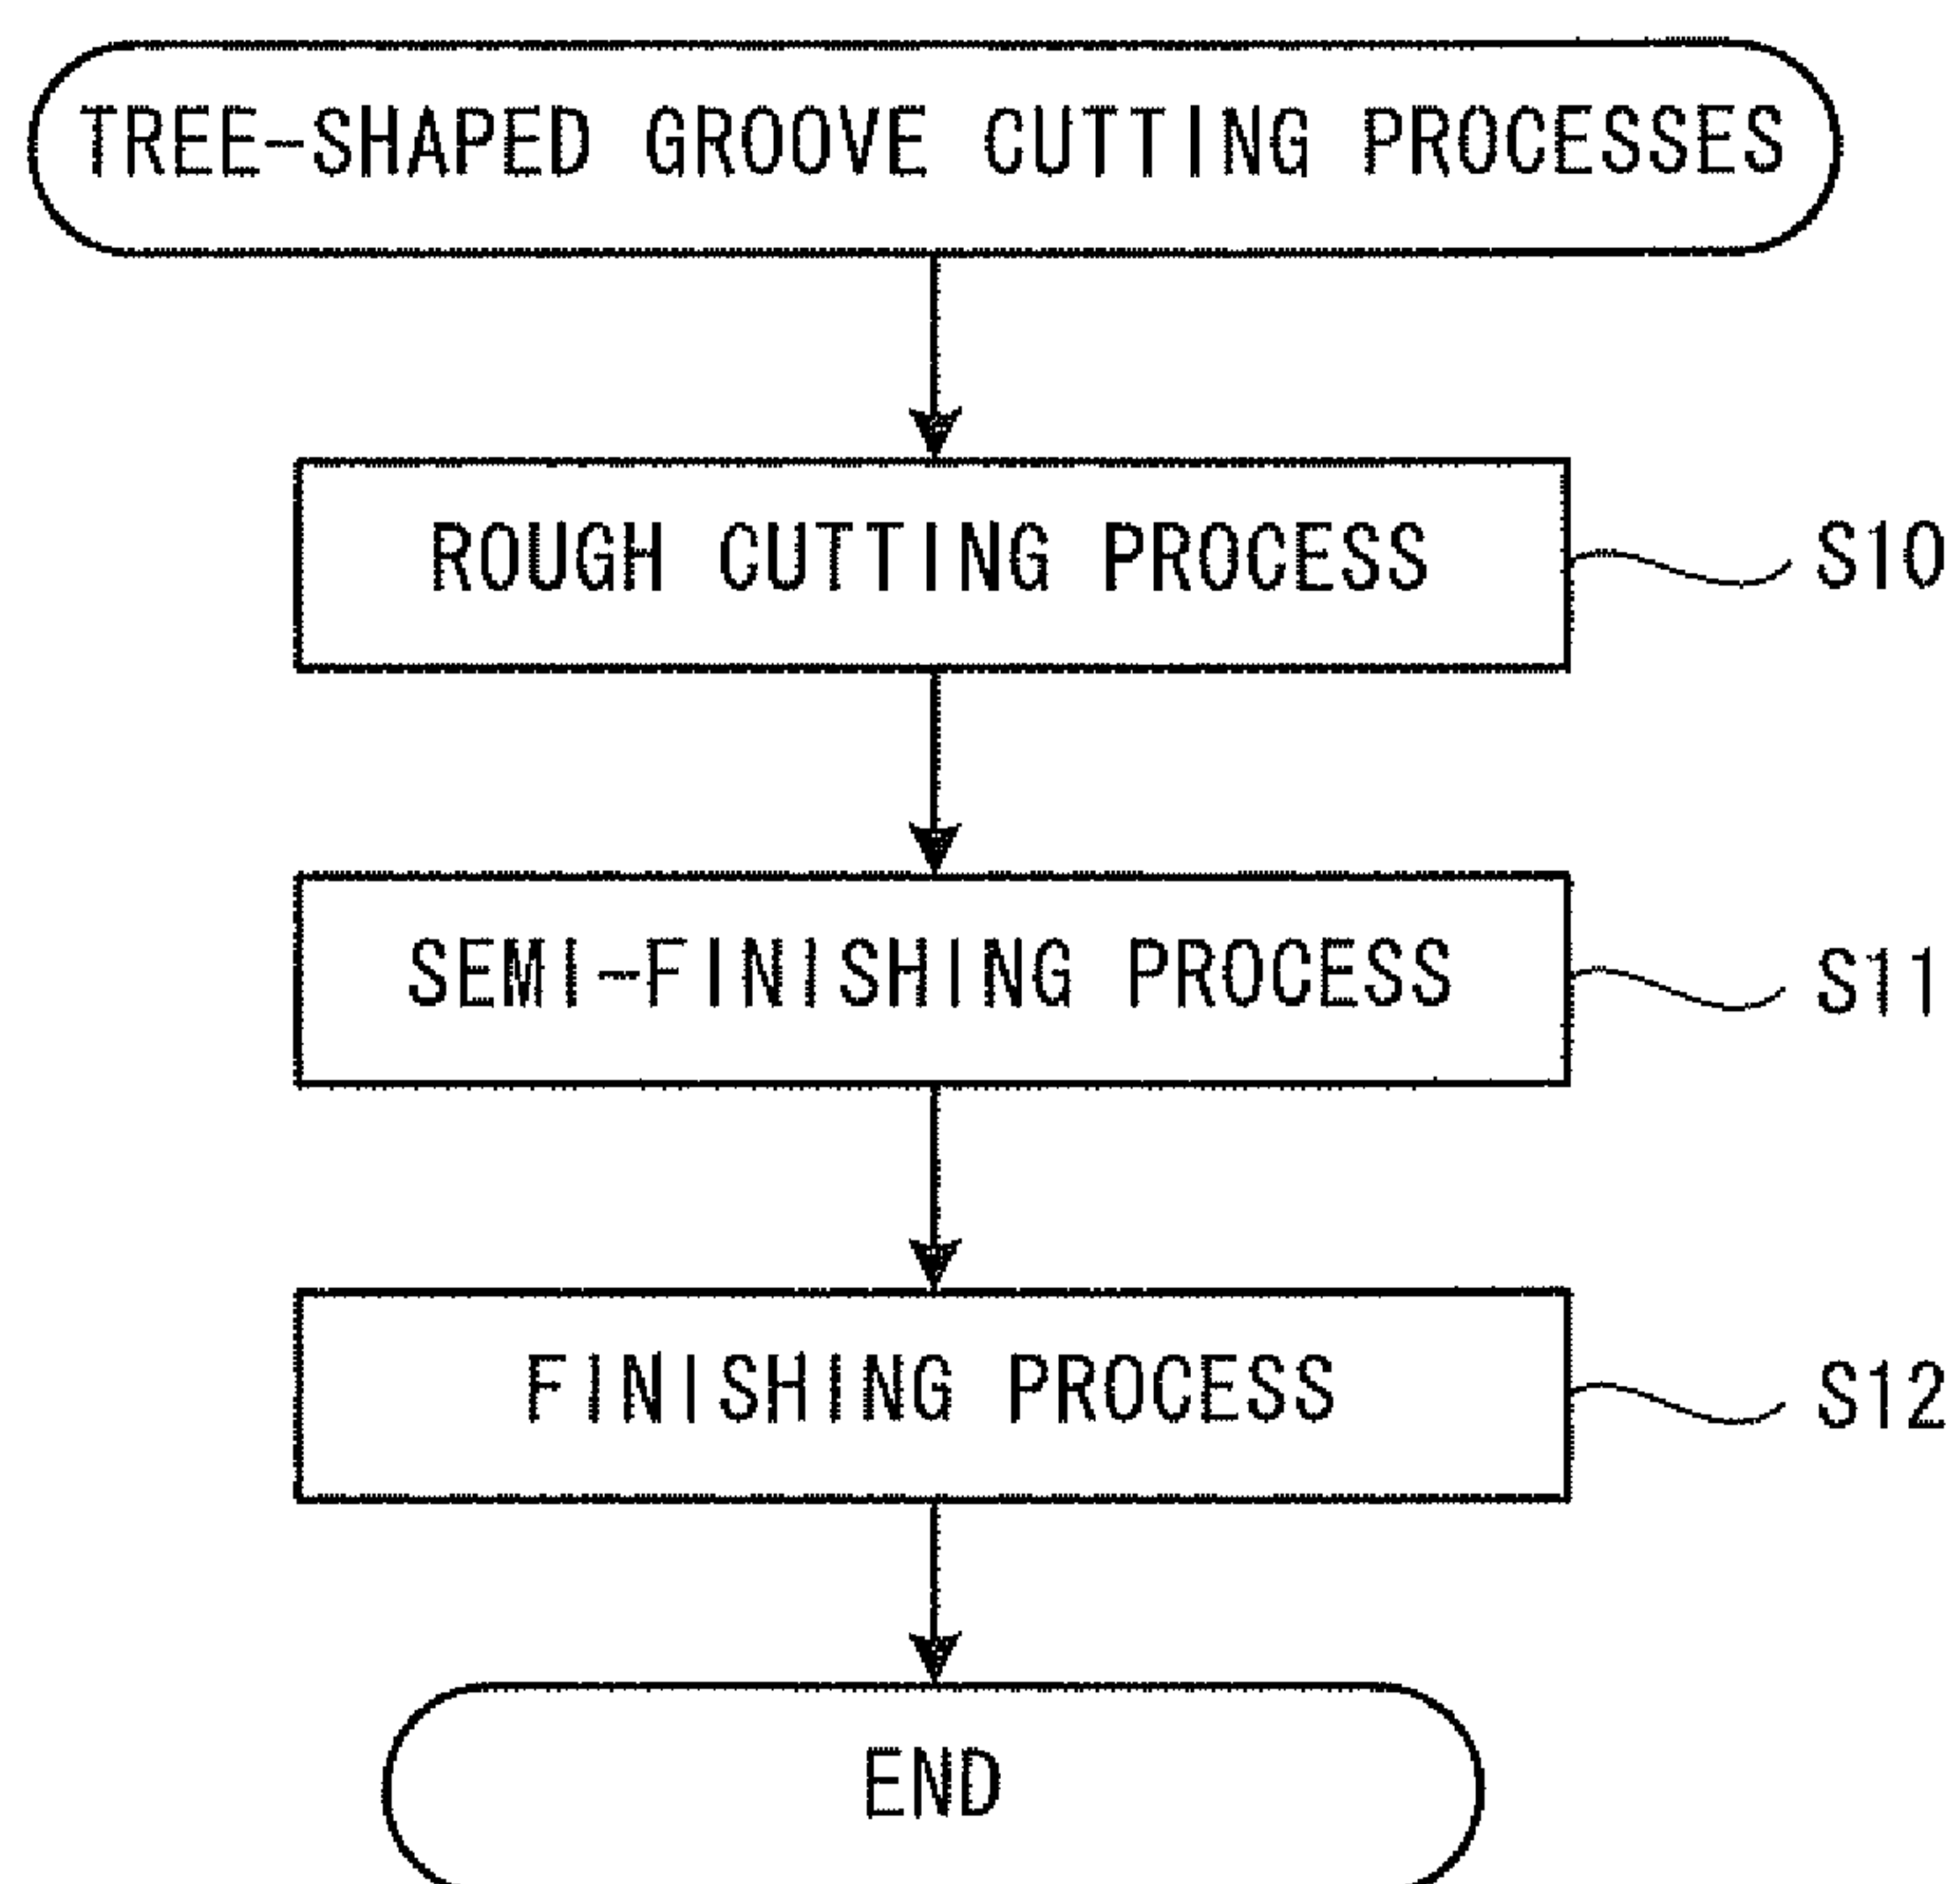 TREE-SHAPED GROOVE CUTTING PROCESSES
ROUGH CUTTING PROCESS
S10
SEMI-FINISHING PROCESS
S11
FINISHING PROCESS
S12
END